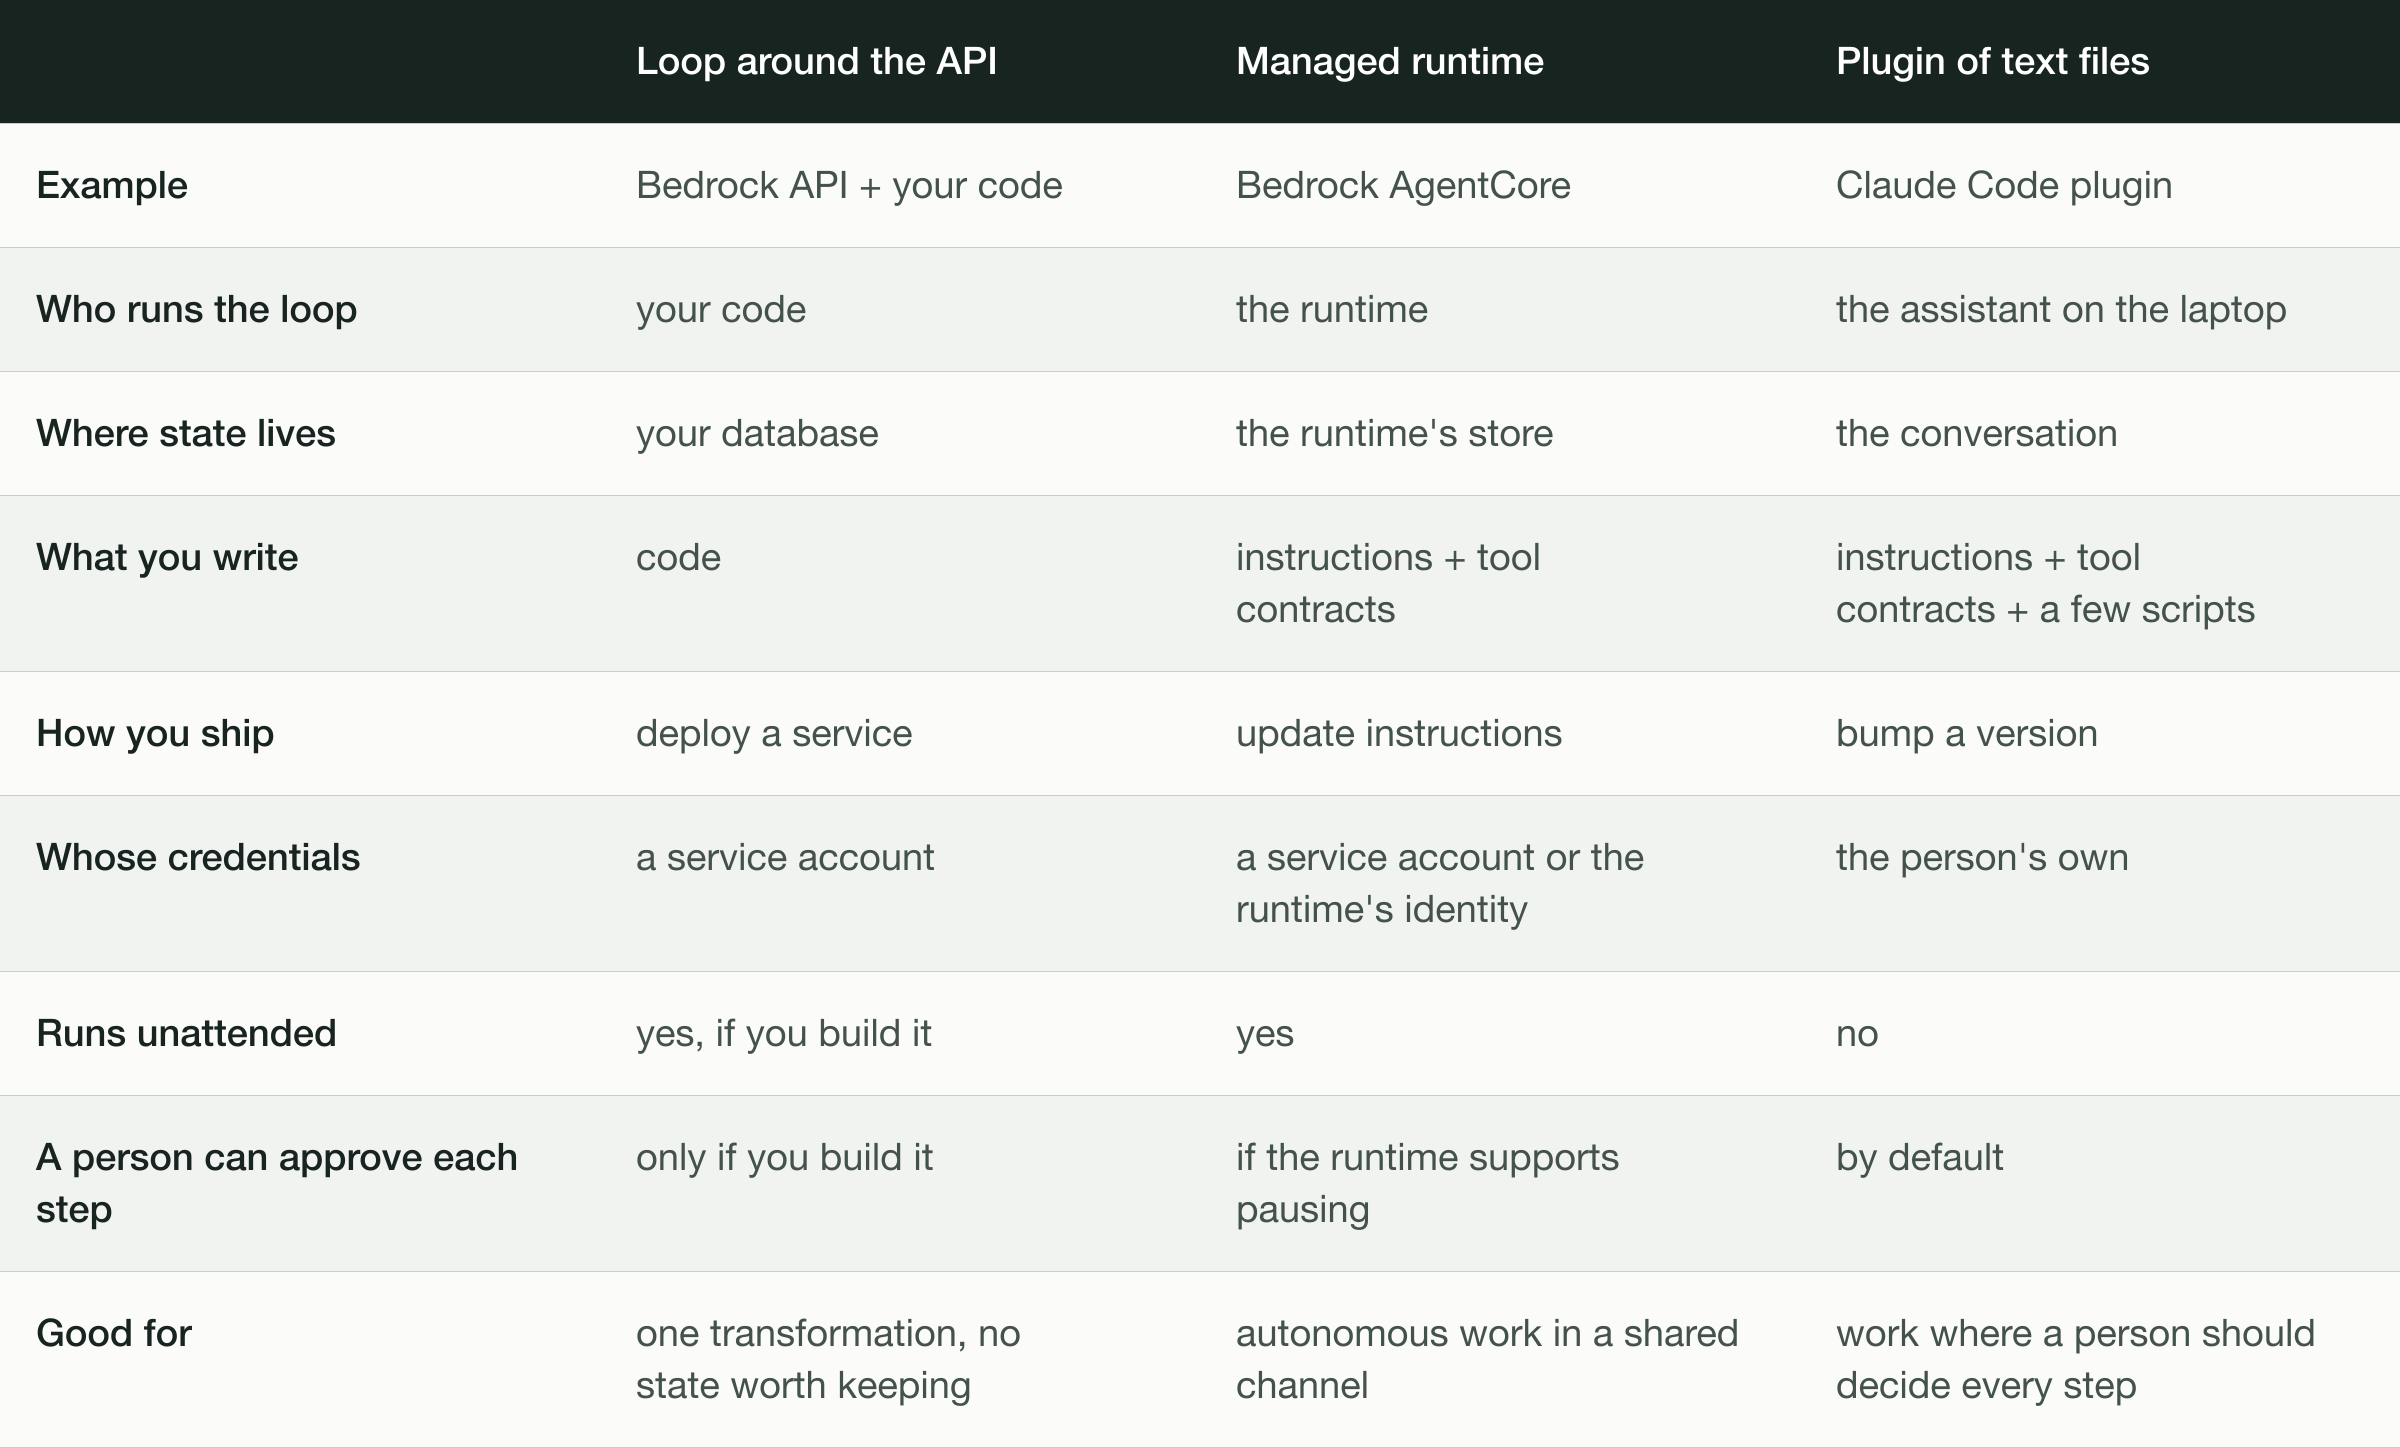 Loop around the API
Managed runtime
Plugin of text files
Example
Bedrock API + your code
Bedrock AgentCore
Claude Code plugin
Who runs the loop
your code
the runtime
the assistant on the laptop
Where state lives
your database
the runtime's store
the conversation
What you write
code
instructions + tool
contracts
instructions + tool
contracts + a few scripts
How you ship
deploy a service
update instructions
bump a version
Whose credentials
a service account
a service account or the
runtime's identity
the person's own
Runs unattended
yes, if you build it
yes
no
A person can approve each
step
only if you build it
if the runtime supports
pausing
by default
Good for
one transformation, no
state worth keeping
autonomous work in a shared
channel
work where a person should
decide every step